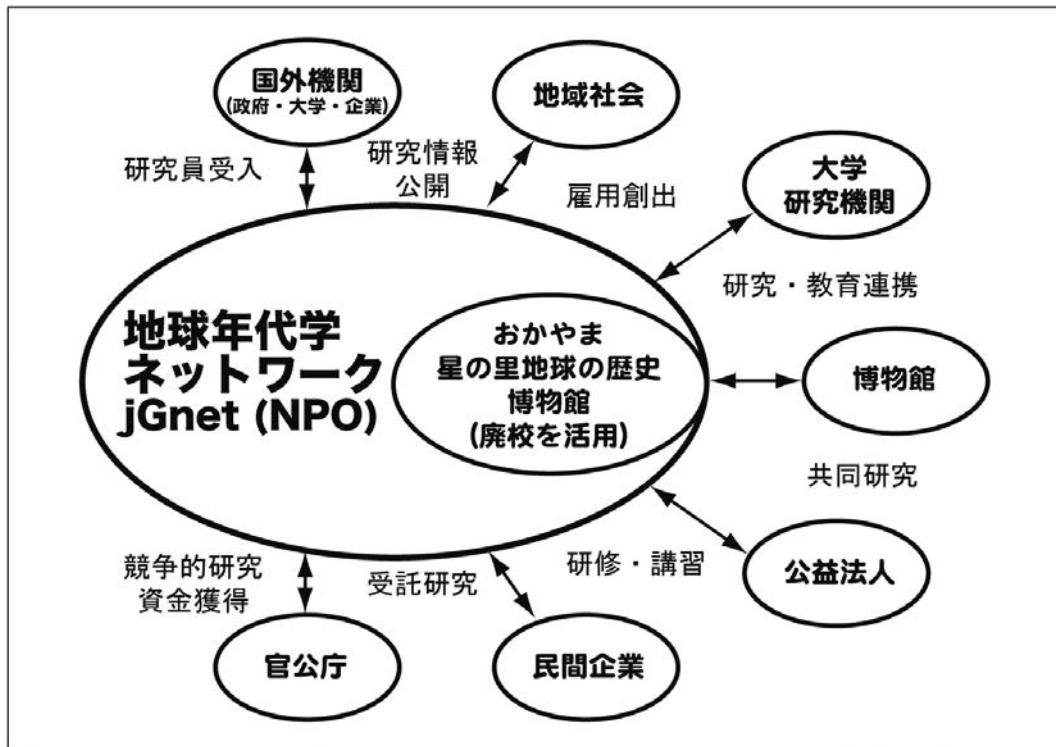 国外機関
(政府・大学・企業)
地域社会
研究員受入
研究情報
公開
雇用創出
大学
研究機関
研究・教育連携
地球年代学
ネットワーク
jGnet (NPO)
おかやま
星の里地球の歴史
博物館
(廃校を活用)
博物館
共同研究
競争的研究
資金獲得
受託研究
研修・講習
公益法人
官公庁
民間企業